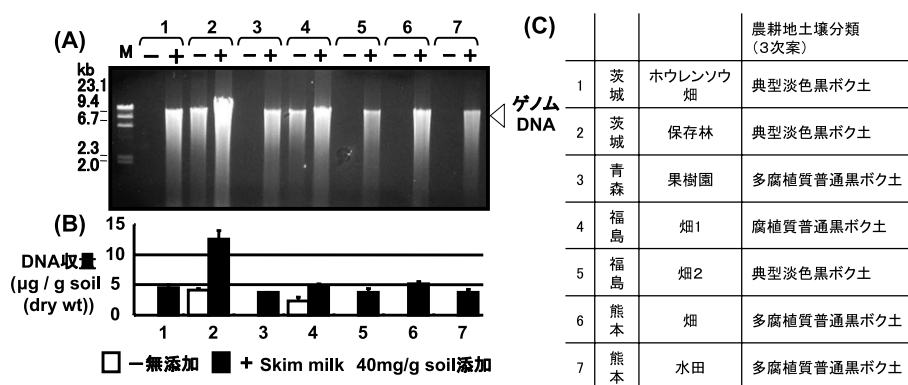 (A)
1 2 3 4 5 6 7
M − + − + − + − + − + − + − +
kb
23.1
9.4
6.7
2.3
2.0
ゲノム
DNA
(B)
DNA収量
(μg / g soil
(dry wt))
15
10
5
0
1 2 3 4 5 6 7
−無添加 + Skim milk 40mg/g soil添加
(C)
農耕地土壌分類
(3次案)
1 茨城 ホウレンソウ畑 典型淡色黒ボク土
2 茨城 保存林 典型淡色黒ボク土
3 青森 果樹園 多腐植質普通黒ボク土
4 福島 畑1 腐植質普通黒ボク土
5 福島 畑2 典型淡色黒ボク土
6 熊本 畑 多腐植質普通黒ボク土
7 熊本 水田 多腐植質普通黒ボク土